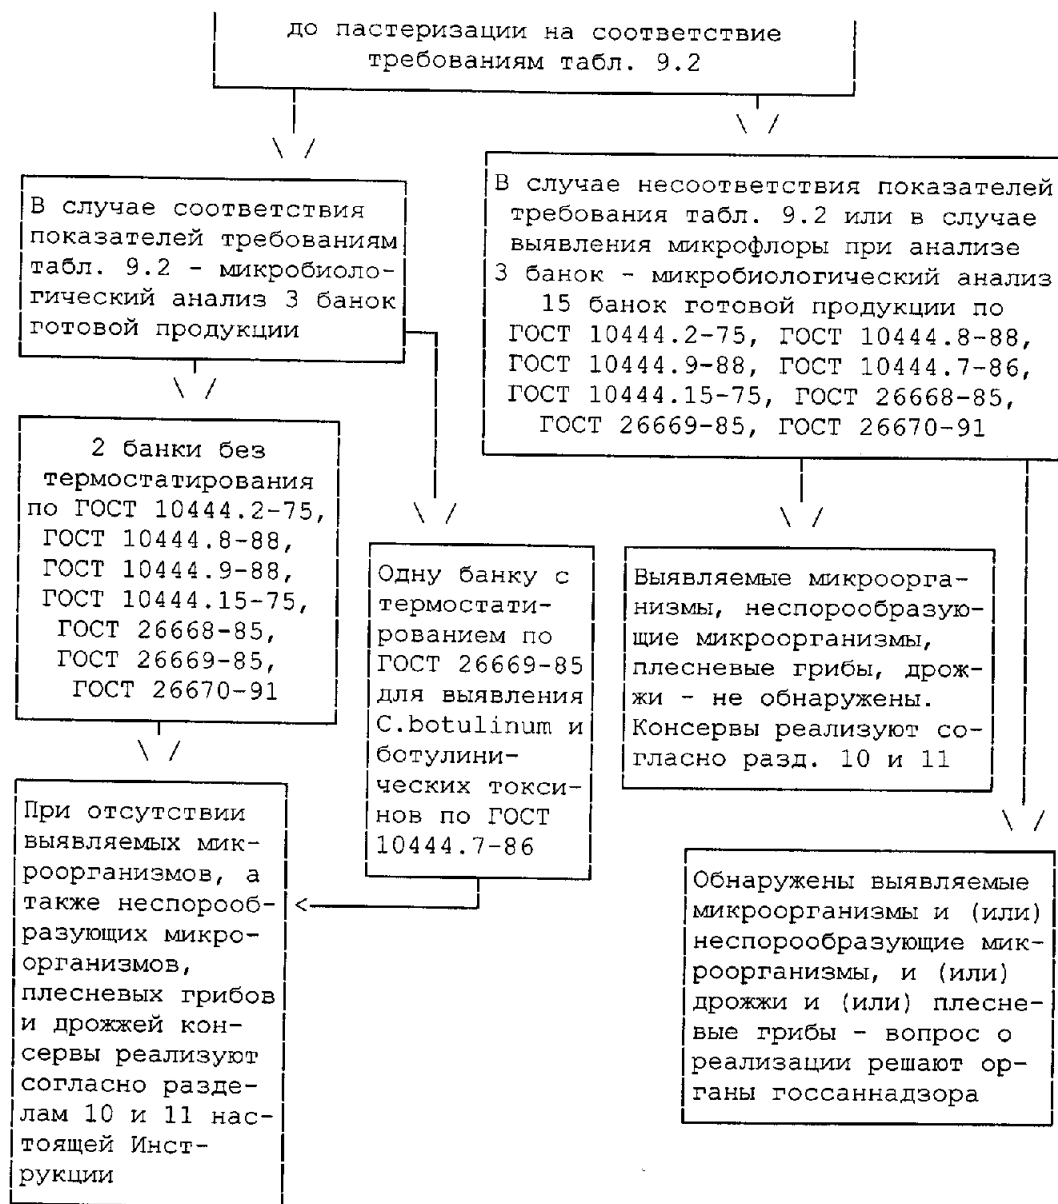 до пастеризации на соответствие
требованиям табл. 9.2
В случае соответствия
показателей требованиям
табл. 9.2 - микробиоло-
гический анализ 3 банок
готовой продукции
В случае несоответствия показателей
требования табл. 9.2 или в случае
выявления микрофлоры при анализе
3 банок - микробиологический анализ
15 банок готовой продукции по
ГОСТ 10444.2-75, ГОСТ 10444.8-88,
ГОСТ 10444.9-88, ГОСТ 10444.7-86,
ГОСТ 10444.15-75, ГОСТ 26668-85,
ГОСТ 26669-85, ГОСТ 26670-91
2 банки без
термостатирования
по ГОСТ 10444.2-75,
ГОСТ 10444.8-88,
ГОСТ 10444.9-88,
ГОСТ 10444.15-75,
ГОСТ 26668-85,
ГОСТ 26669-85,
ГОСТ 26670-91
Одну банку с
термостати-
рованием по
ГОСТ 26669-85
для выявления
C.botulinum и
ботулини-
ческих токси-
нов по ГОСТ
10444.7-86
Выявляемые микроорга-
низмы, неспорообразую-
щие микроорганизмы,
плесневые грибы, дрож-
жи - не обнаружены.
Консервы реализуют со-
гласно разд. 10 и 11
При отсутствии
выявляемых мик-
роорганизмов, а
также неспорооб-
разующих микро-
организмов,
плесневых грибов
и дрожжей кон-
сервы реализуют
согласно разде-
лам 10 и 11 нас-
тоящей Инст-
рукции
Обнаружены выявляемые
микроорганизмы и (или)
неспорообразующие мик-
роорганизмы, и (или)
дрожжи и (или) плесне-
вые грибы - вопрос о
реализации решают ор-
ганы госсаннадзора